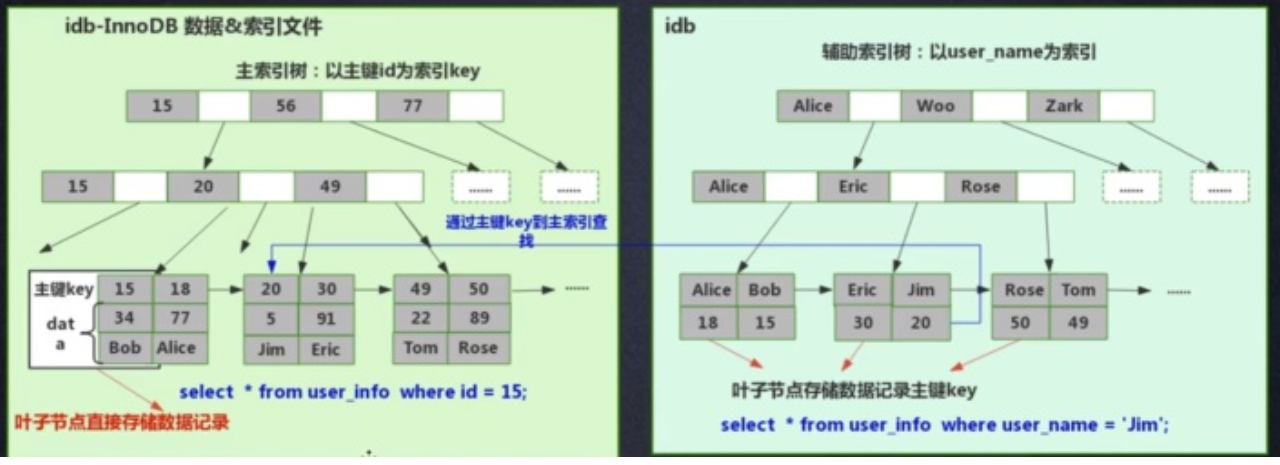 idb-InnoDB 数据&索引文件
主索引树：以主键id为索引key
15 56 77
15 20 49 ...... ......
通过主键key到主索引查
找
主键key 15 18 20 30 49 50 ......
dat
a
34 77 5 91 22 89
Bob Alice Jim Eric Tom Rose
select * from user_info where id = 15;
叶子节点直接存储数据记录
idb
辅助索引树：以user_name为索引
Alice Woo Zark
Alice Eric Rose ...... ......
Alice Bob Eric Jim Rose Tom ......
18 15 30 20 50 49
叶子节点存储数据记录主键key
select * from user_info where user_name = 'Jim';